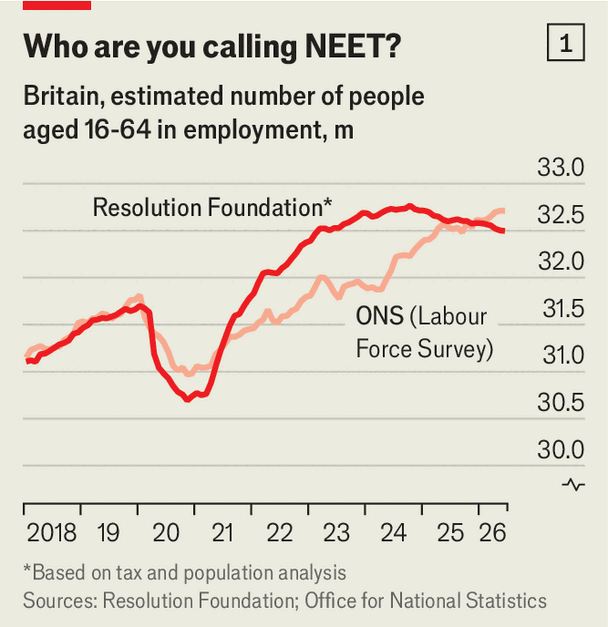 Who are you calling NEET?
1
Britain, estimated number of people
aged 16-64 in employment, m
33.0
Resolution Foundation*
32.5
32.0
ONS (Labour
Force Survey)
31.5
31.0
30.5
30.0
2018 19 20 21 22 23 24 25 26
*Based on tax and population analysis
Sources: Resolution Foundation; Office for National Statistics